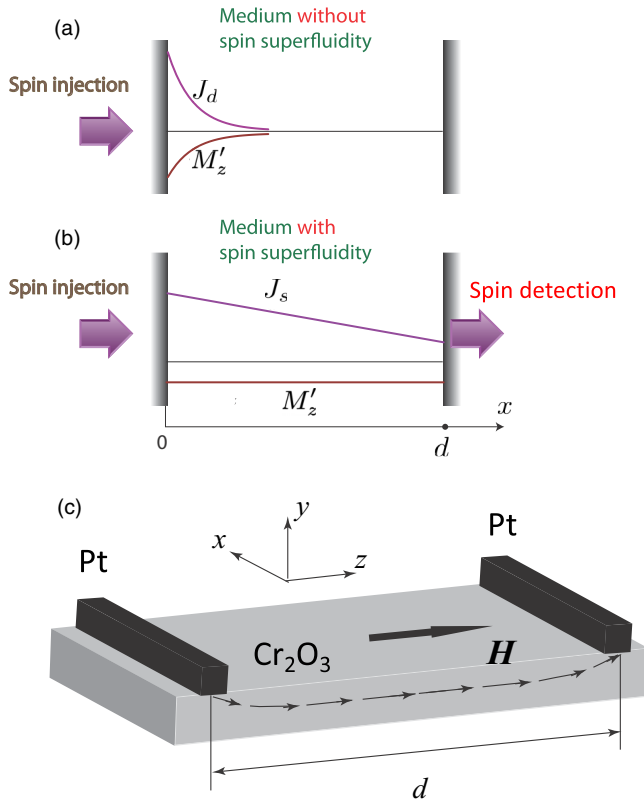 (a)
Medium without
spin superfluidity
Spin injection
J_d
M'_z
(b)
Medium with
spin superfluidity
Spin injection
J_s
Spin detection
M'_z
x
0
d
(c)
y
x
z
Pt
Pt
Cr₂O₃
H
d